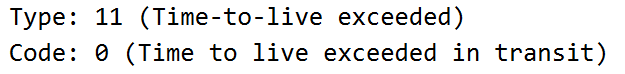 Type: 11 (Time-to-live exceeded)
Code: 0 (Time to live exceeded in transit)